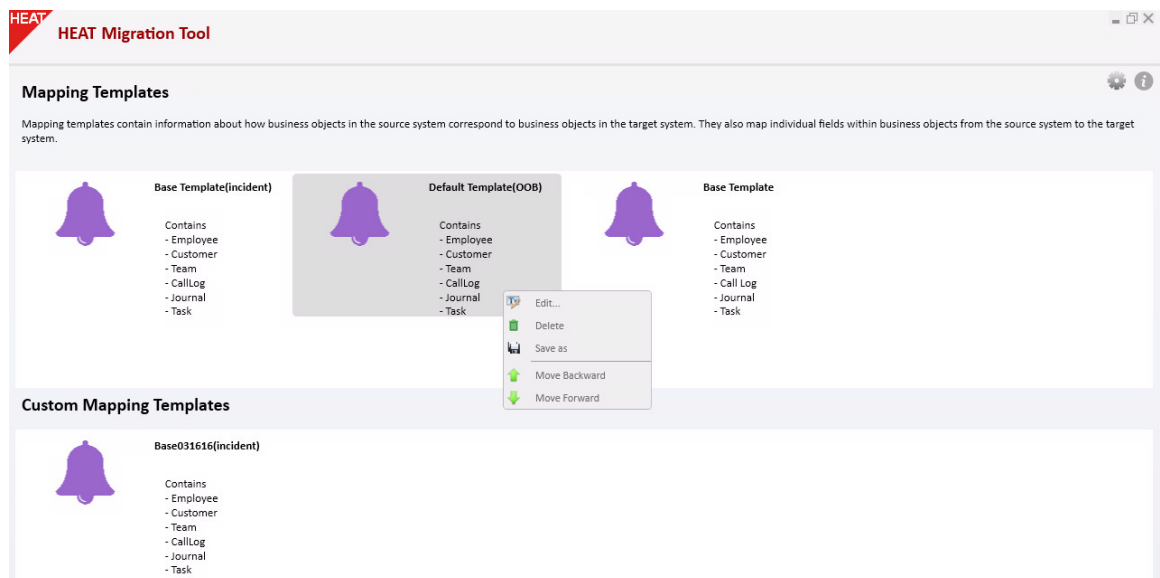 HEAT
HEAT Migration Tool
Mapping Templates
Mapping templates contain information about how business objects in the source system correspond to business objects in the target system. They also map individual fields within business objects from the source system to the target
system.
Base Template(incident)
Contains
- Employee
- Customer
- Team
- CallLog
- Journal
- Task
Default Template(OOB)
Contains
- Employee
- Customer
- Team
- CallLog
- Journal
- Task
Base Template
Contains
- Employee
- Customer
- Team
- Call Log
- Journal
- Task
Edit...
Delete
Save as
Move Backward
Move Forward
Custom Mapping Templates
Base031616(incident)
Contains
- Employee
- Customer
- Team
- CallLog
- Journal
- Task